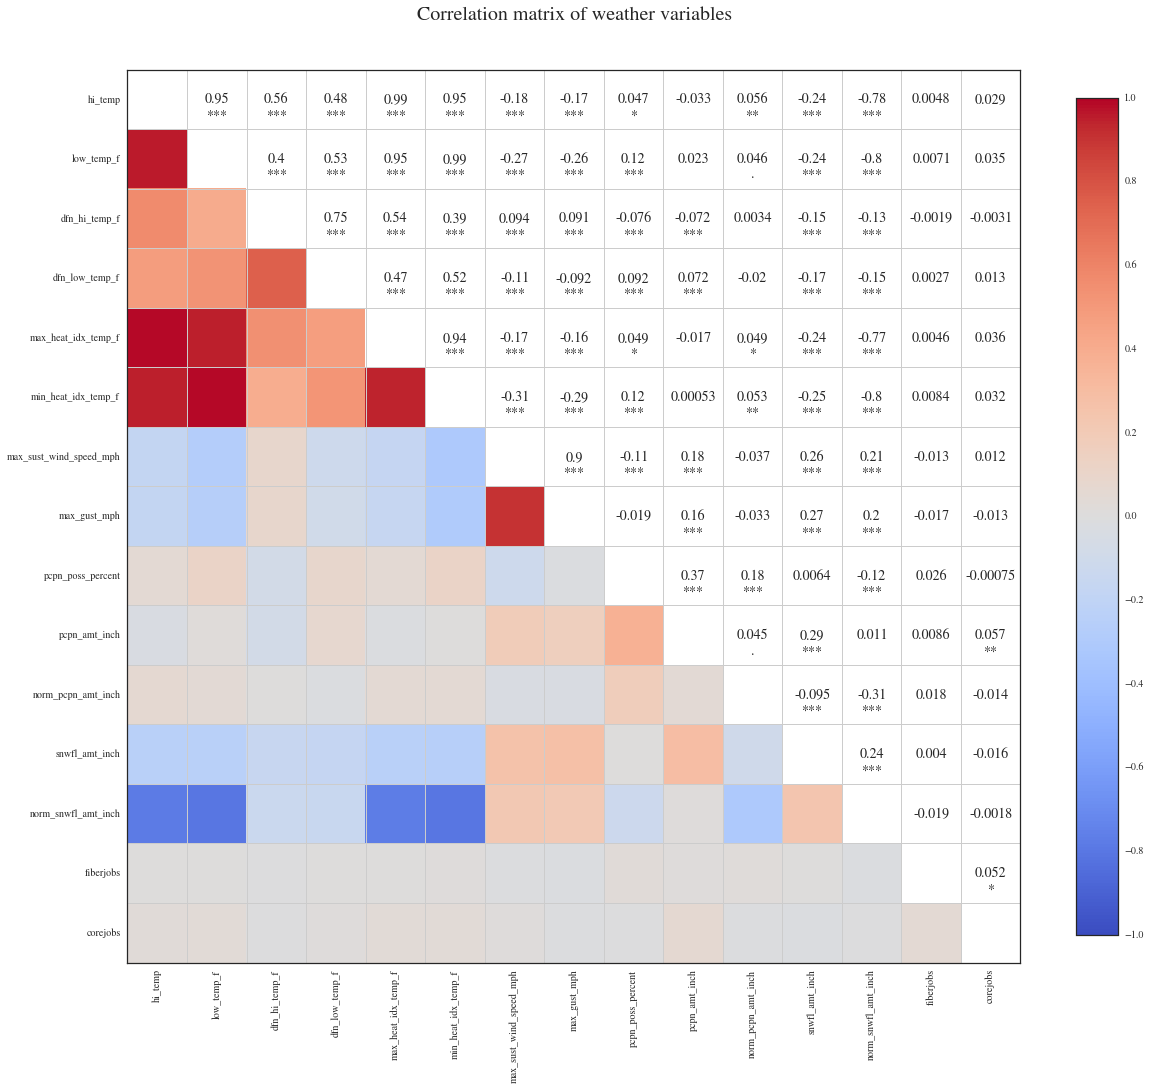 Correlation matrix of weather variables
hi_temp 0.95 0.56 0.48 0.99 0.95 -0.18 -0.17 0.047 -0.033 0.056 -0.24 -0.78 0.0048 0.029
*** *** *** *** *** *** *** * ** *** ***
low_temp_f 0.4 0.53 0.95 0.99 -0.27 -0.26 0.12 0.023 0.046 -0.24 -0.8 0.0071 0.035
*** *** *** *** *** *** *** . *** ***
dfn_hi_temp_f 0.75 0.54 0.39 0.094 0.091 -0.076 -0.072 0.0034 -0.15 -0.13 -0.0019 -0.0031
*** *** *** *** *** *** *** *** ***
dfn_low_temp_f 0.47 0.52 -0.11 -0.092 0.092 0.072 -0.02 -0.17 -0.15 0.0027 0.013
*** *** *** *** *** *** *** ***
max_heat_idx_temp_f 0.94 -0.17 -0.16 0.049 -0.017 0.049 -0.24 -0.77 0.0046 0.036
*** *** *** * * *** ***
min_heat_idx_temp_f -0.31 -0.29 0.12 0.00053 0.053 -0.25 -0.8 0.0084 0.032
*** *** *** ** *** ***
max_sust_wind_speed_mph 0.9 -0.11 0.18 -0.037 0.26 0.21 -0.013 0.012
*** *** *** *** ***
max_gust_mph -0.019 0.16 -0.033 0.27 0.2 -0.017 -0.013
*** *** ***
pcpn_poss_percent 0.37 0.18 0.0064 -0.12 0.026 -0.00075
*** *** ***
pcpn_amt_inch 0.045 0.29 0.011 0.0086 0.057
. *** **
norm_pcpn_amt_inch -0.095 -0.31 0.018 -0.014
*** ***
snwfl_amt_inch 0.24 0.004 -0.016
***
norm_snwfl_amt_inch -0.019 -0.0018
fiberjobs 0.052
*
corejobs
hi_temp
low_temp_f
dfn_hi_temp_f
dfn_low_temp_f
max_heat_idx_temp_f
min_heat_idx_temp_f
max_sust_wind_speed_mph
max_gust_mph
pcpn_poss_percent
pcpn_amt_inch
norm_pcpn_amt_inch
snwfl_amt_inch
norm_snwfl_amt_inch
fiberjobs
corejobs
1.0
0.8
0.6
0.4
0.2
0.0
−0.2
−0.4
−0.6
−0.8
−1.0